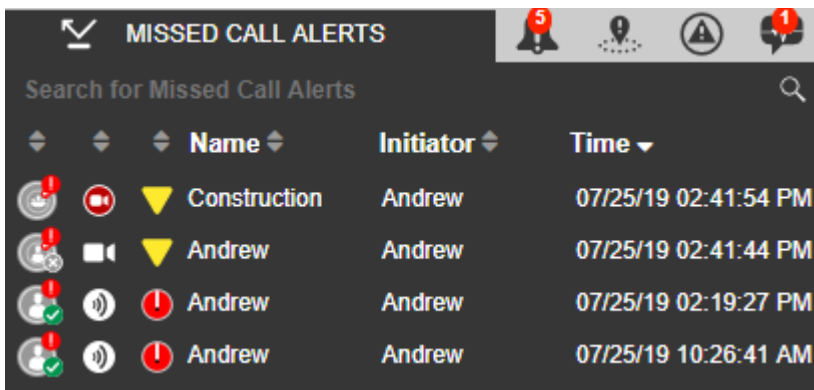 MISSED CALL ALERTS 5 1
Search for Missed Call Alerts
Name Initiator Time
Construction Andrew 07/25/19 02:41:54 PM
Andrew Andrew 07/25/19 02:41:44 PM
Andrew Andrew 07/25/19 02:19:27 PM
Andrew Andrew 07/25/19 10:26:41 AM